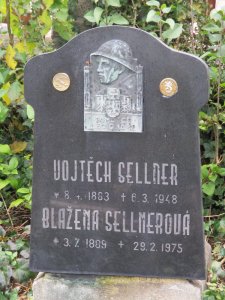 VOJTĚCH SELLNER
* 8. 4. 1883 + 6. 3. 1948
BLAŽENA SELLNEROVÁ
* 3. 7. 1889 + 29. 2. 1975